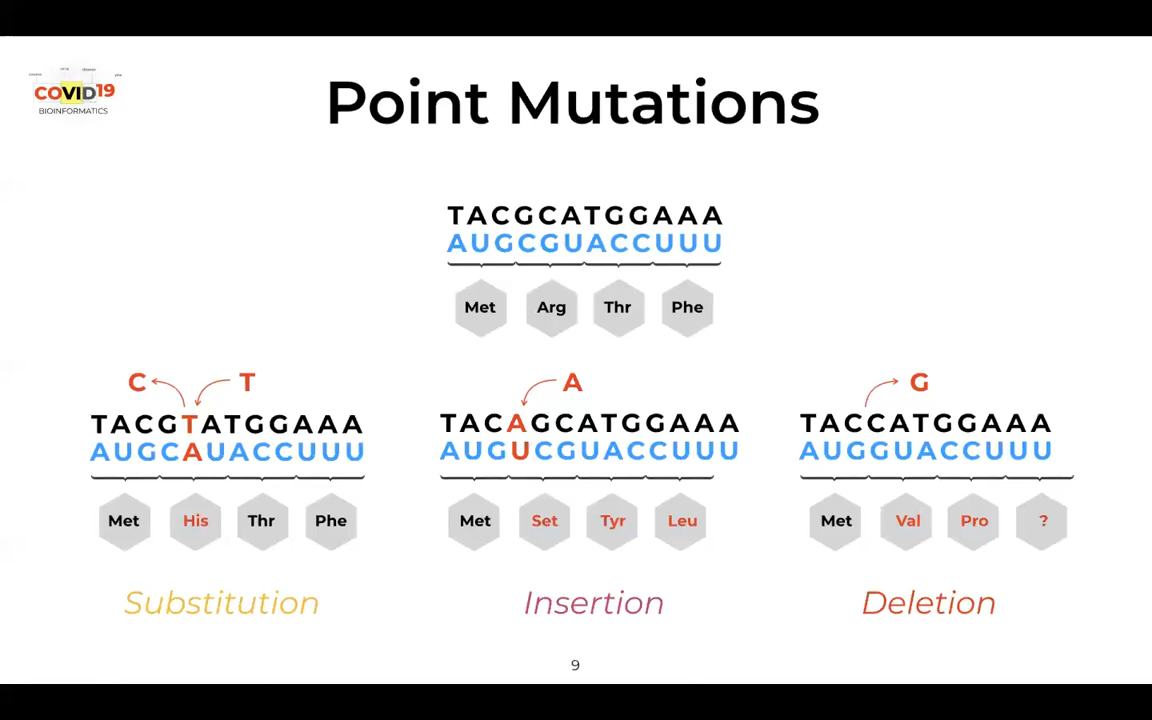 COVID19
BIOINFORMATICS
Point Mutations
TACGCATGGAAA
AUGCGUACCUUU
Met Arg Thr Phe
C T
TACGTATGGAAA
AUGCAUACCUUU
Met His Thr Phe
Substitution
A
TACAGCATGGAAA
AUGUCGUACCUUU
Met Set Tyr Leu
Insertion
G
TACCATGGAAA
AUGGUACCUUU
Met Val Pro ?
Deletion
9